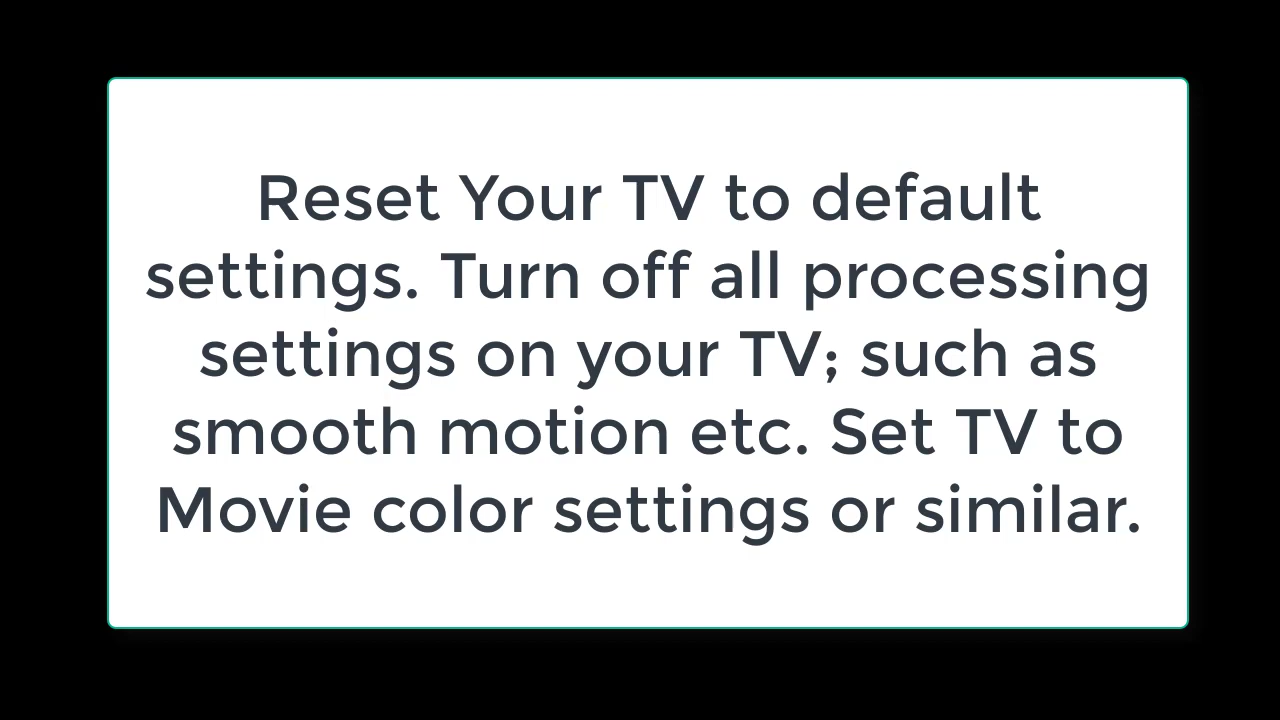 Reset Your TV to default
settings. Turn off all processing
settings on your TV; such as
smooth motion etc. Set TV to
Movie color settings or similar.